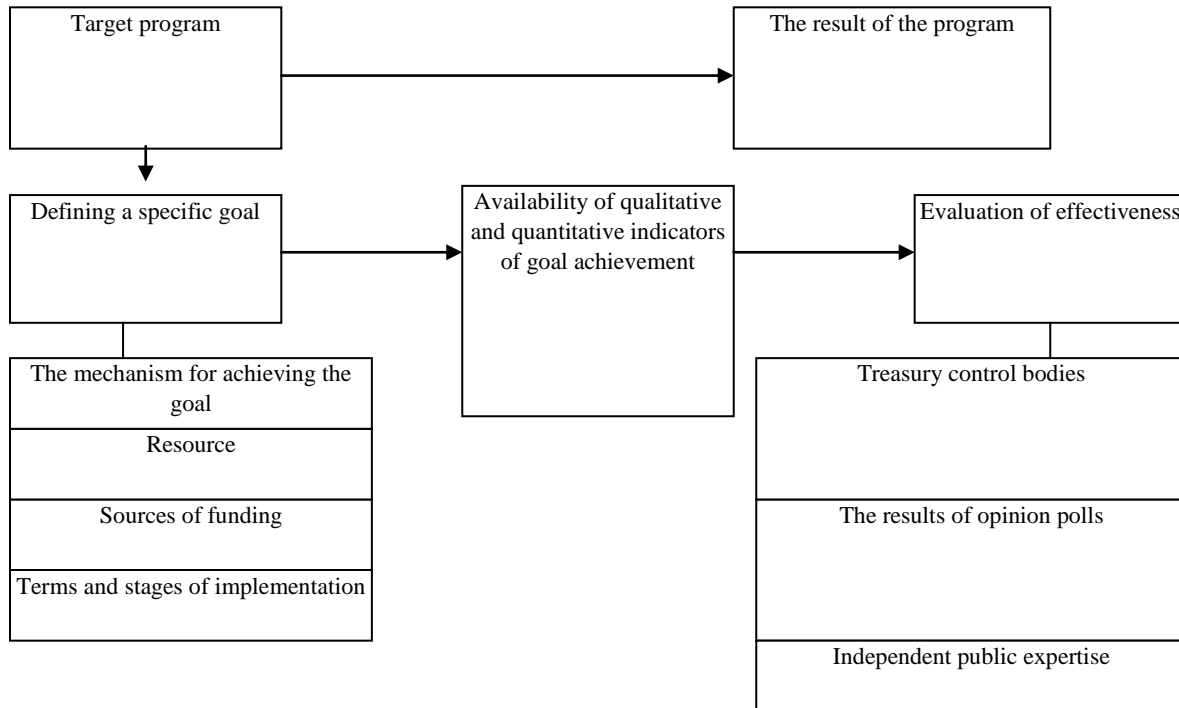 Target program
The result of the program
Defining a specific goal
Availability of qualitative
and quantitative indicators
of goal achievement
Evaluation of effectiveness
The mechanism for achieving the
goal
Resource
Sources of funding
Terms and stages of implementation
Treasury control bodies
The results of opinion polls
Independent public expertise